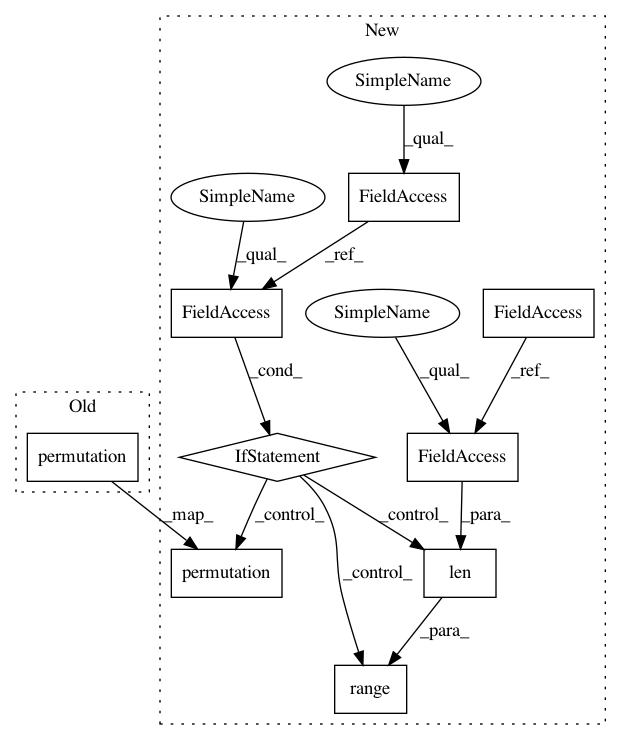 New
SimpleName
_qual_
SimpleName
FieldAccess
_qual_
_ref_
FieldAccess
SimpleName
FieldAccess
_cond_
_qual_
_ref_
Old
permutation
IfStatement
FieldAccess
_map_
_control_
_control_
_para_
permutation
_control_
len
_para_
range